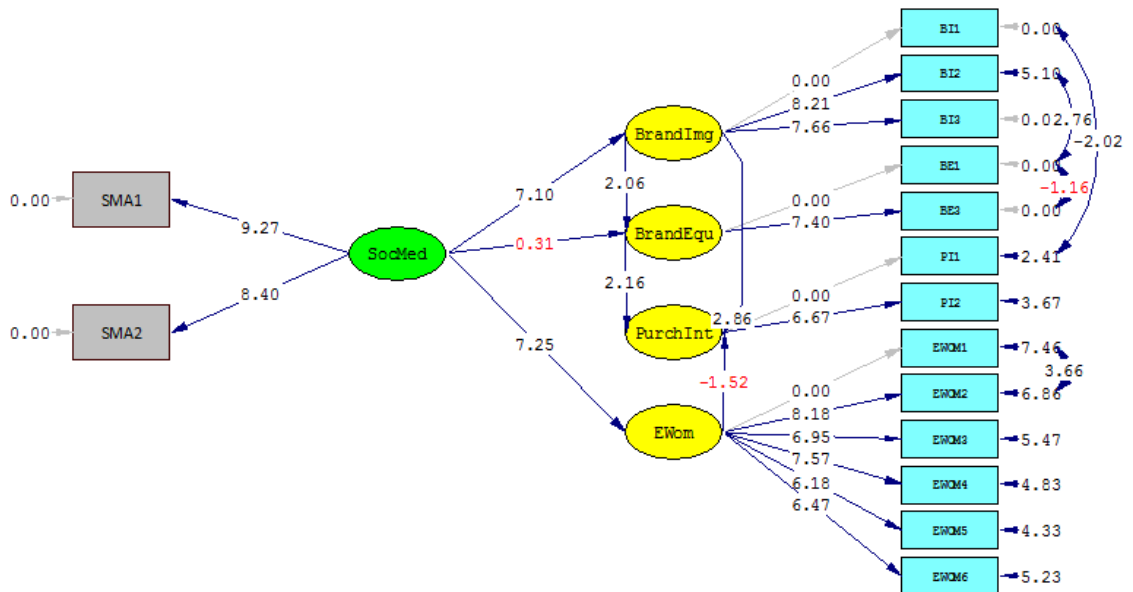 BI1
0.00
BI2
5.10
BI3
0.0
2.76
-2.02
BE1
0.00
-1.16
BE3
0.00
PI1
2.41
PI2
3.67
EWOM1
7.46
3.66
EWOM2
6.86
EWOM3
5.47
EWOM4
4.83
EWOM5
4.33
EWOM6
5.23
0.00
8.21
7.66
0.00
7.40
0.00
6.67
0.00
8.18
6.95
7.57
6.18
6.47
BrandImg
2.06
BrandEqu
2.16
PurchInt
2.86
-1.52
EWom
7.10
0.31
7.25
SocMed
9.27
8.40
0.00
SMA1
0.00
SMA2